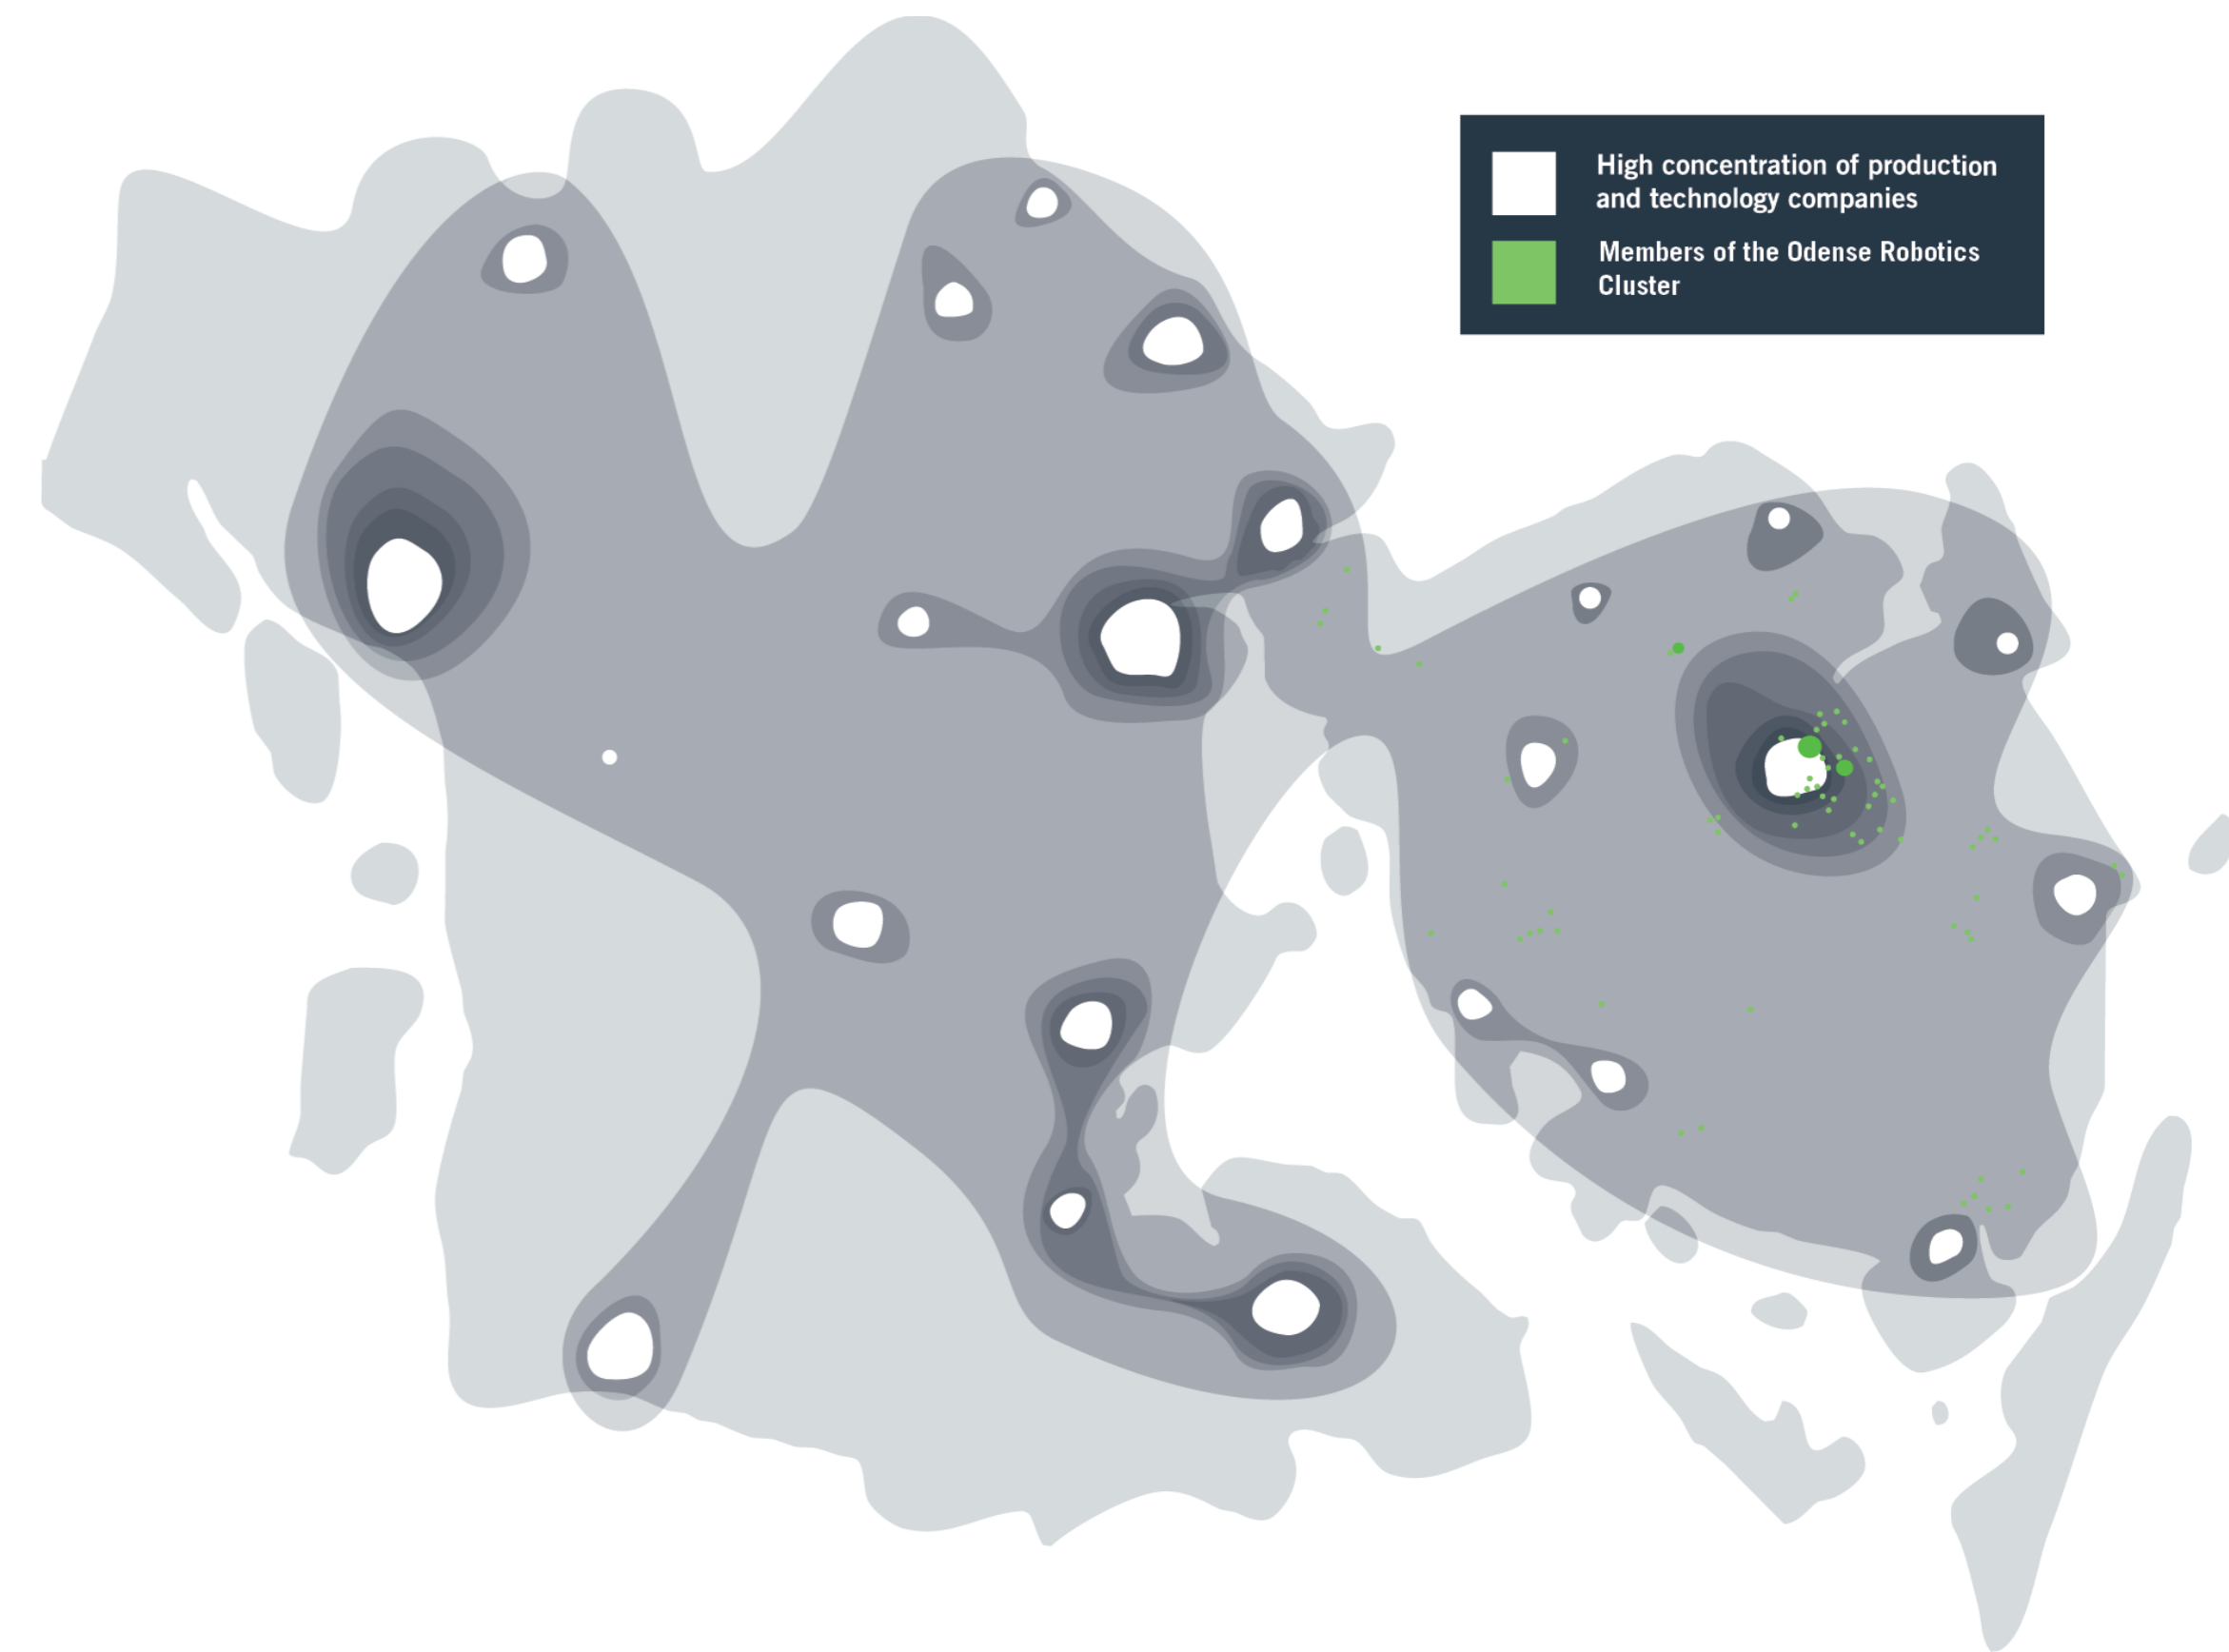 High concentration of production
and technology companies
Members of the Odense Robotics
Cluster